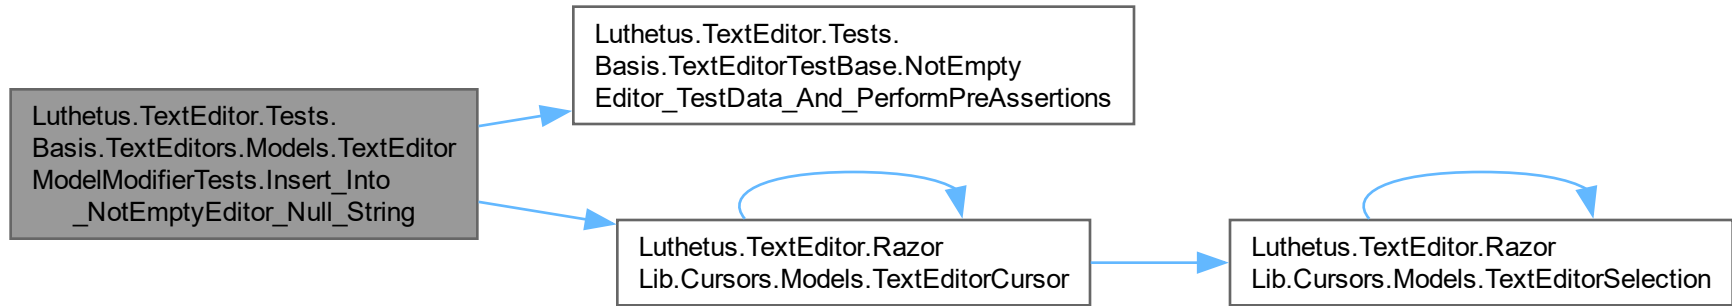 Luthetus.TextEditor.Tests.
Basis.TextEditors.Models.TextEditor
ModelModifierTests.Insert_Into
_NotEmptyEditor_Null_String
Luthetus.TextEditor.Tests.
Basis.TextEditorTestBase.NotEmpty
Editor_TestData_And_PerformPreAssertions
Luthetus.TextEditor.Razor
Lib.Cursors.Models.TextEditorCursor
Luthetus.TextEditor.Razor
Lib.Cursors.Models.TextEditorSelection